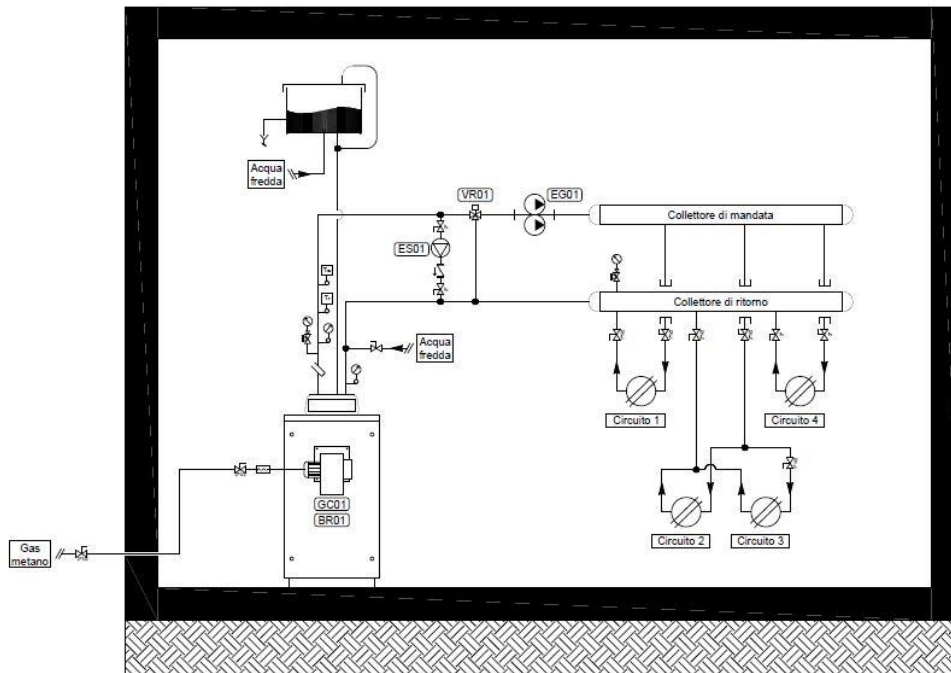 Acqua
fredda
VR01
EG01
Collettore di mandata
ES01
Collettore di ritorno
Acqua
fredda
Circuito 1
Circuito 4
GC01
BR01
Circuito 2
Circuito 3
Gas
metano